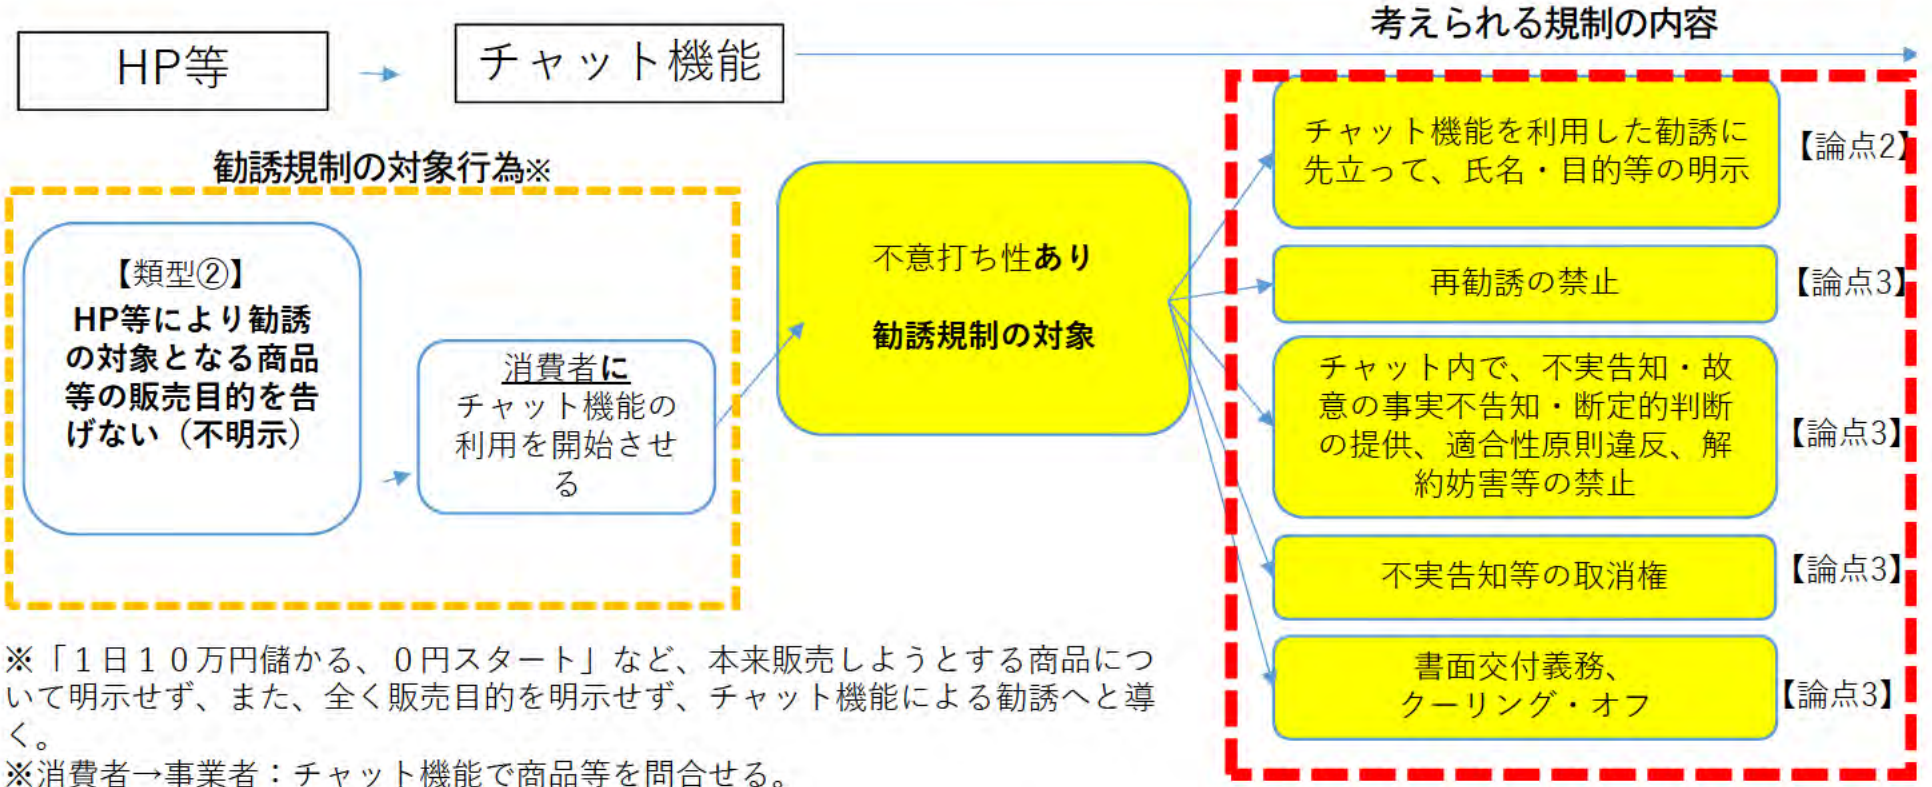 考えられる規制の内容
HP等
チャット機能
勧誘規制の対象行為※
【類型②】
HP等により勧誘
の対象となる商品
等の販売目的を告
げない（不明示）
消費者に
チャット機能の
利用を開始させ
る
不意打ち性あり
勧誘規制の対象
チャット機能を利用した勧誘に
先立って、氏名・目的等の明示
【論点2】
再勧誘の禁止
【論点3】
チャット内で、不実告知・故
意の事実不告知・断定的判断
の提供、適合性原則違反、解
約妨害等の禁止
【論点3】
不実告知等の取消権
【論点3】
書面交付義務、
クーリング・オフ
【論点3】
※「１日１０万円儲かる、０円スタート」など、本来販売しようとする商品につ
いて明示せず、また、全く販売目的を明示せず、チャット機能による勧誘へと導
く。
※消費者→事業者：チャット機能で商品等を問合せる。